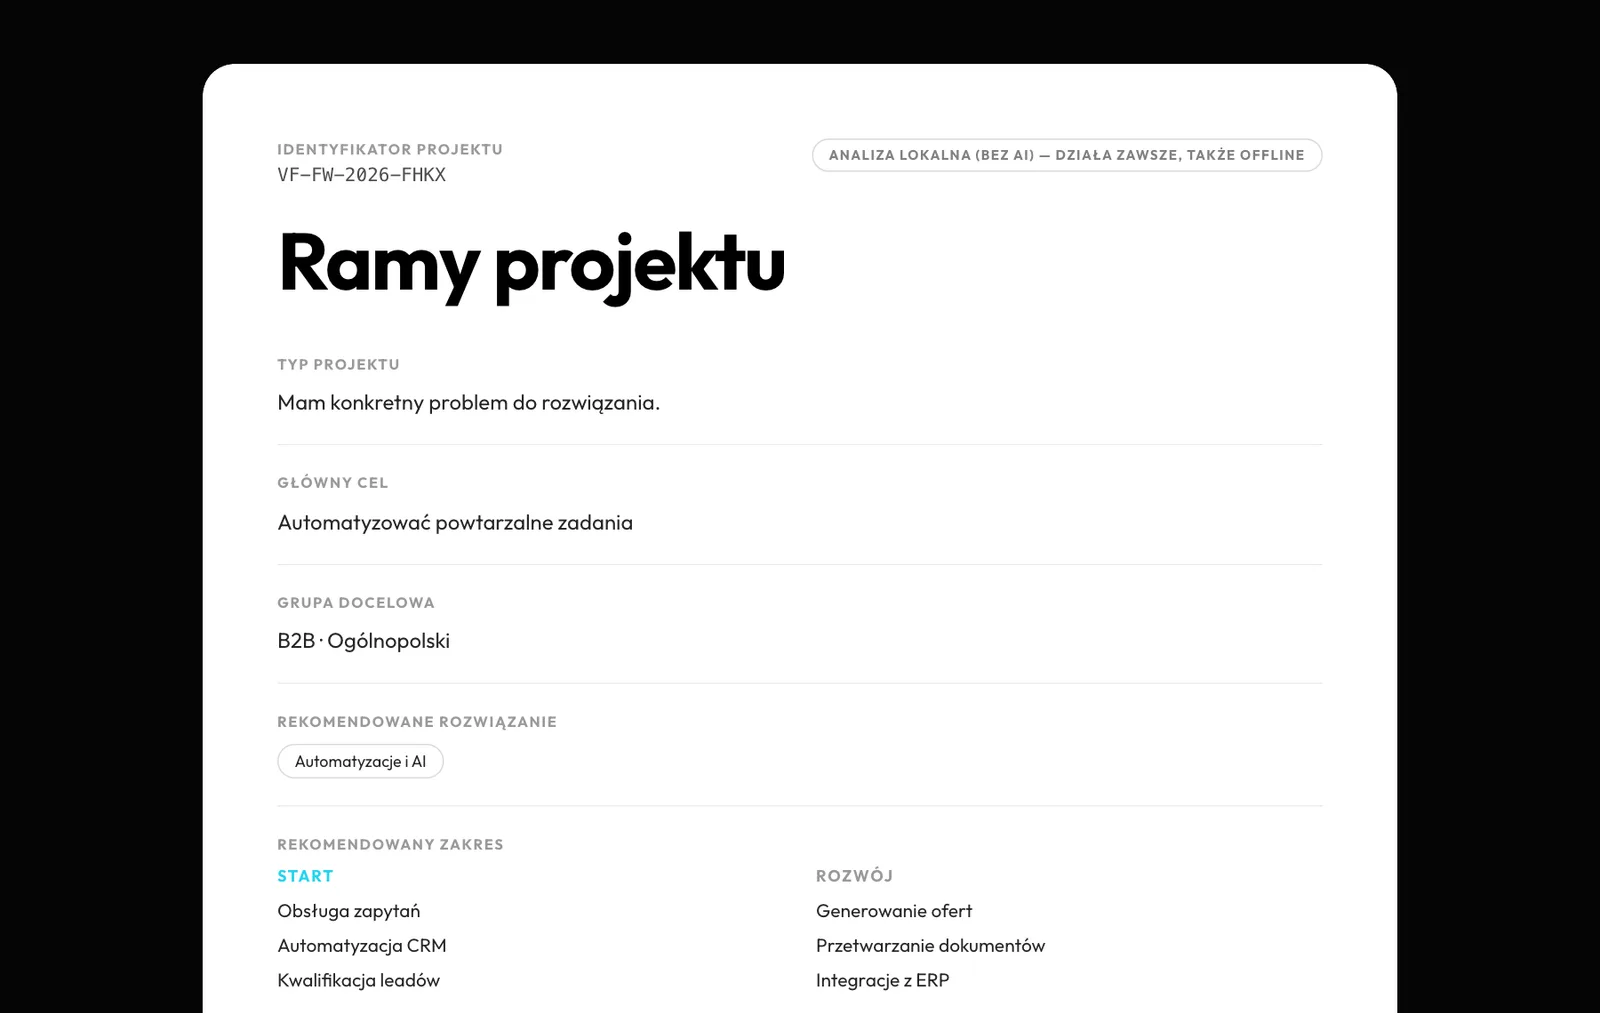 IDENTYFIKATOR PROJEKTU
VF–FW–2026–FHKX
ANALIZA LOKALNA (BEZ AI) — DZIAŁA ZAWSZE, TAKŻE OFFLINE
Ramy projektu
TYP PROJEKTU
Mam konkretny problem do rozwiązania.
GŁÓWNY CEL
Automatyzować powtarzalne zadania
GRUPA DOCELOWA
B2B · Ogólnopolski
REKOMENDOWANE ROZWIĄZANIE
Automatyzacje i AI
REKOMENDOWANY ZAKRES
START
Obsługa zapytań
Automatyzacja CRM
Kwalifikacja leadów
ROZWÓJ
Generowanie ofert
Przetwarzanie dokumentów
Integracje z ERP